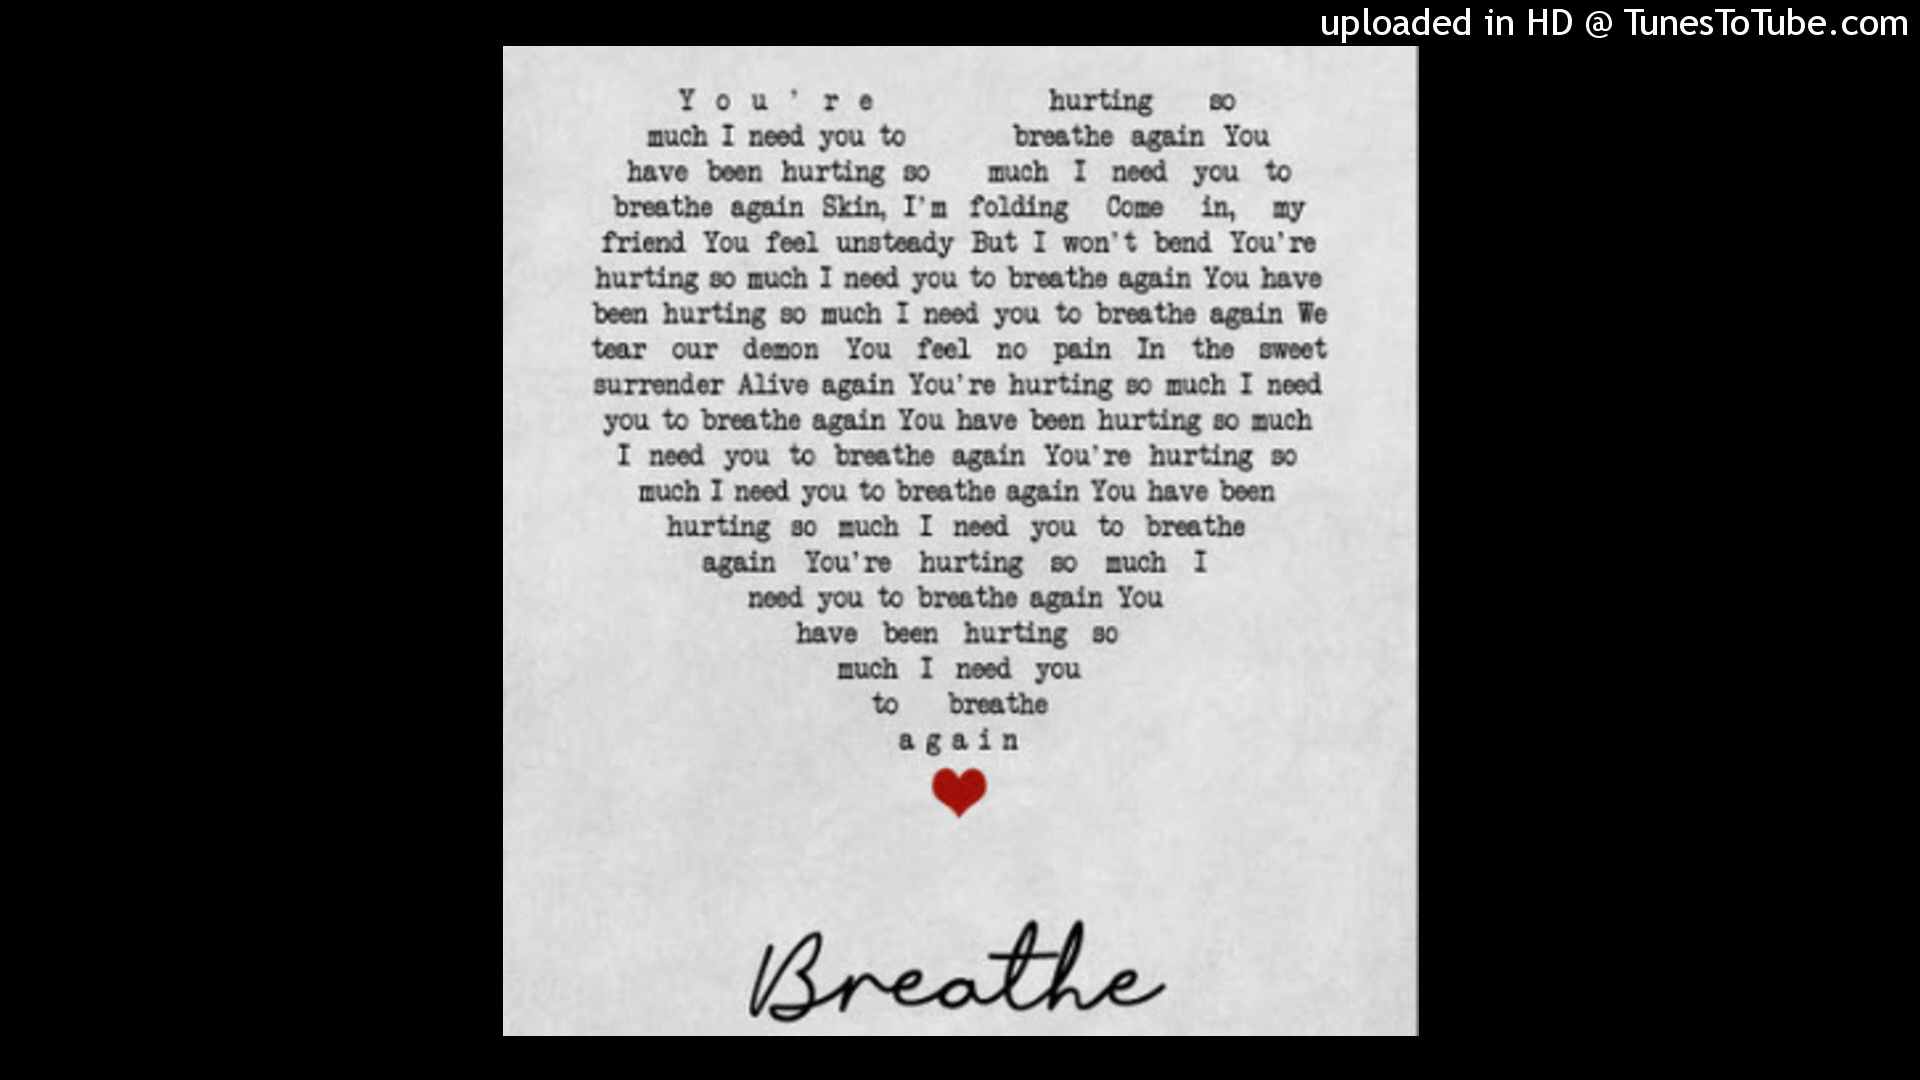 uploaded in HD @ TunesToTube.com
You're hurting so
much I need you to breathe again You
have been hurting so much I need you to
breathe again Skin, I'm folding Come in, my
friend You feel unsteady But I won't bend You're
hurting so much I need you to breathe again You have
been hurting so much I need you to breathe again We
tear our demon You feel no pain In the sweet
surrender Alive again You're hurting so much I need
you to breathe again You have been hurting so much
I need you to breathe again You're hurting so
much I need you to breathe again You have been
hurting so much I need you to breathe
again You're hurting so much I
need you to breathe again You
have been hurting so
much I need you
to breathe
again
Breathe